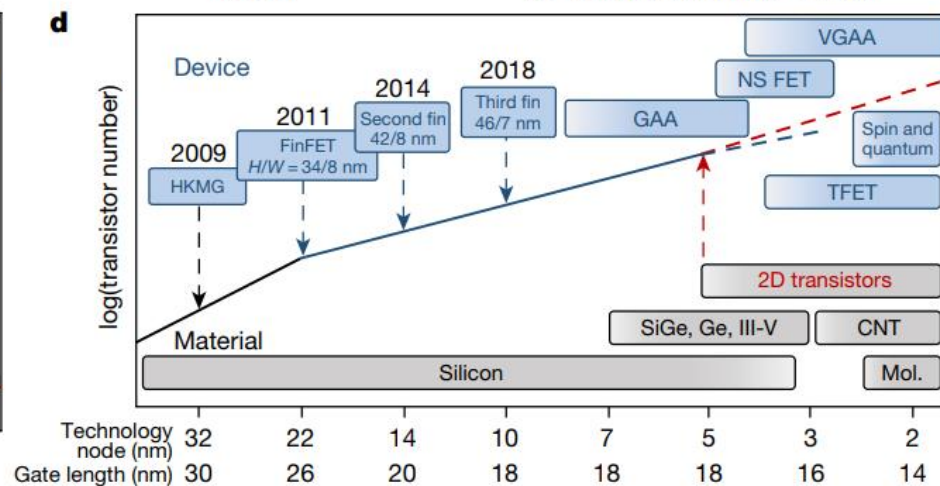 d
log(transistor number)
Device
2009
HKMG
2011
FinFET
H/W = 34/8 nm
2014
Second fin
42/8 nm
2018
Third fin
46/7 nm
GAA
NS FET
VGAA
Spin and
quantum
TFET
2D transistors
SiGe, Ge, III-V
CNT
Material
Silicon
Mol.
Technology
node (nm) 32 22 14 10 7 5 3 2
Gate length (nm) 30 26 20 18 18 18 16 14